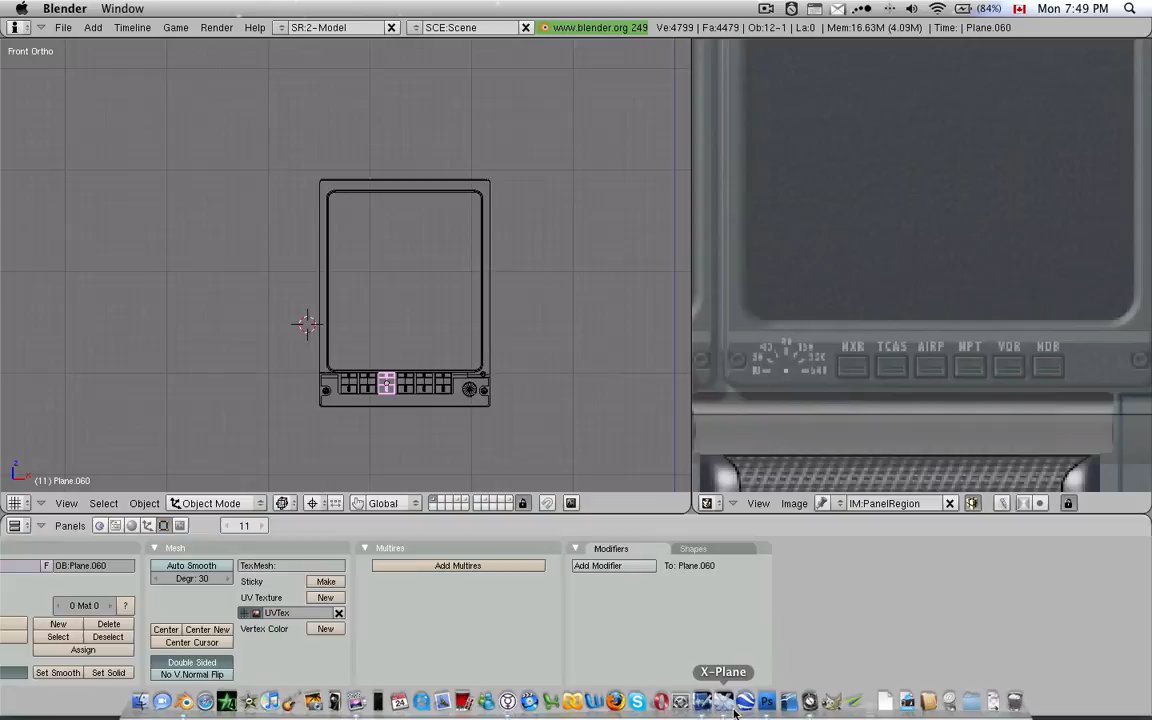 Blender Window (84%) Mon 7:49 PM
File Add Timeline Game Render Help SR:2-Model SCE:Scene www.blender.org 249 Ve:4799 | Fa:4479 | Ob:12-1 | La:0 | Mem:16.63M (4.09M) | Time: | Plane.060
Front Ortho
WXR TCAS AIRP WPT VOR NDB
z
x
(11) Plane.060
View Select Object Object Mode Global View Image IM:PanelRegion
Panels 11
Mesh Multires Modifiers Shapes
F OB:Plane.060 Auto Smooth TexMesh: Add Multires Add Modifier To: Plane.060
Degr: 30 Sticky Make
UV Texture New
0 Mat 0 ? UVTex
New Delete Center Center New Vertex Color New
Select Deselect Center Cursor
Assign
Double Sided
Set Smooth Set Solid No V.Normal Flip
X-Plane
24
Ps